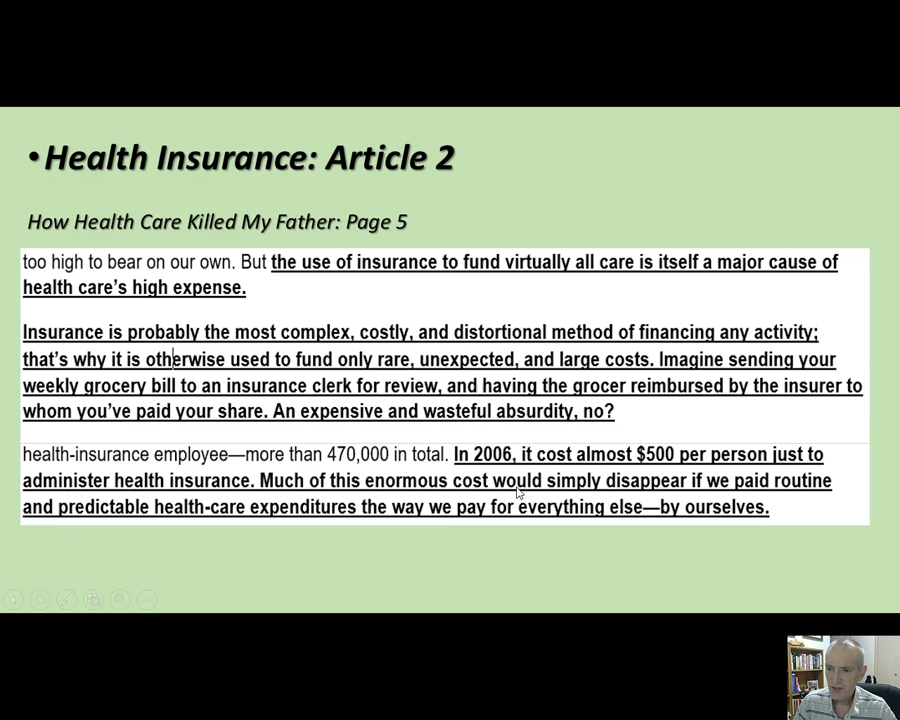 • Health Insurance: Article 2
How Health Care Killed My Father: Page 5
too high to bear on our own. But the use of insurance to fund virtually all care is itself a major cause of
health care's high expense.
Insurance is probably the most complex, costly, and distortional method of financing any activity;
that's why it is otherwise used to fund only rare, unexpected, and large costs. Imagine sending your
weekly grocery bill to an insurance clerk for review, and having the grocer reimbursed by the insurer to
whom you've paid your share. An expensive and wasteful absurdity, no?
health-insurance employee—more than 470,000 in total. In 2006, it cost almost $500 per person just to
administer health insurance. Much of this enormous cost would simply disappear if we paid routine
and predictable health-care expenditures the way we pay for everything else—by ourselves.